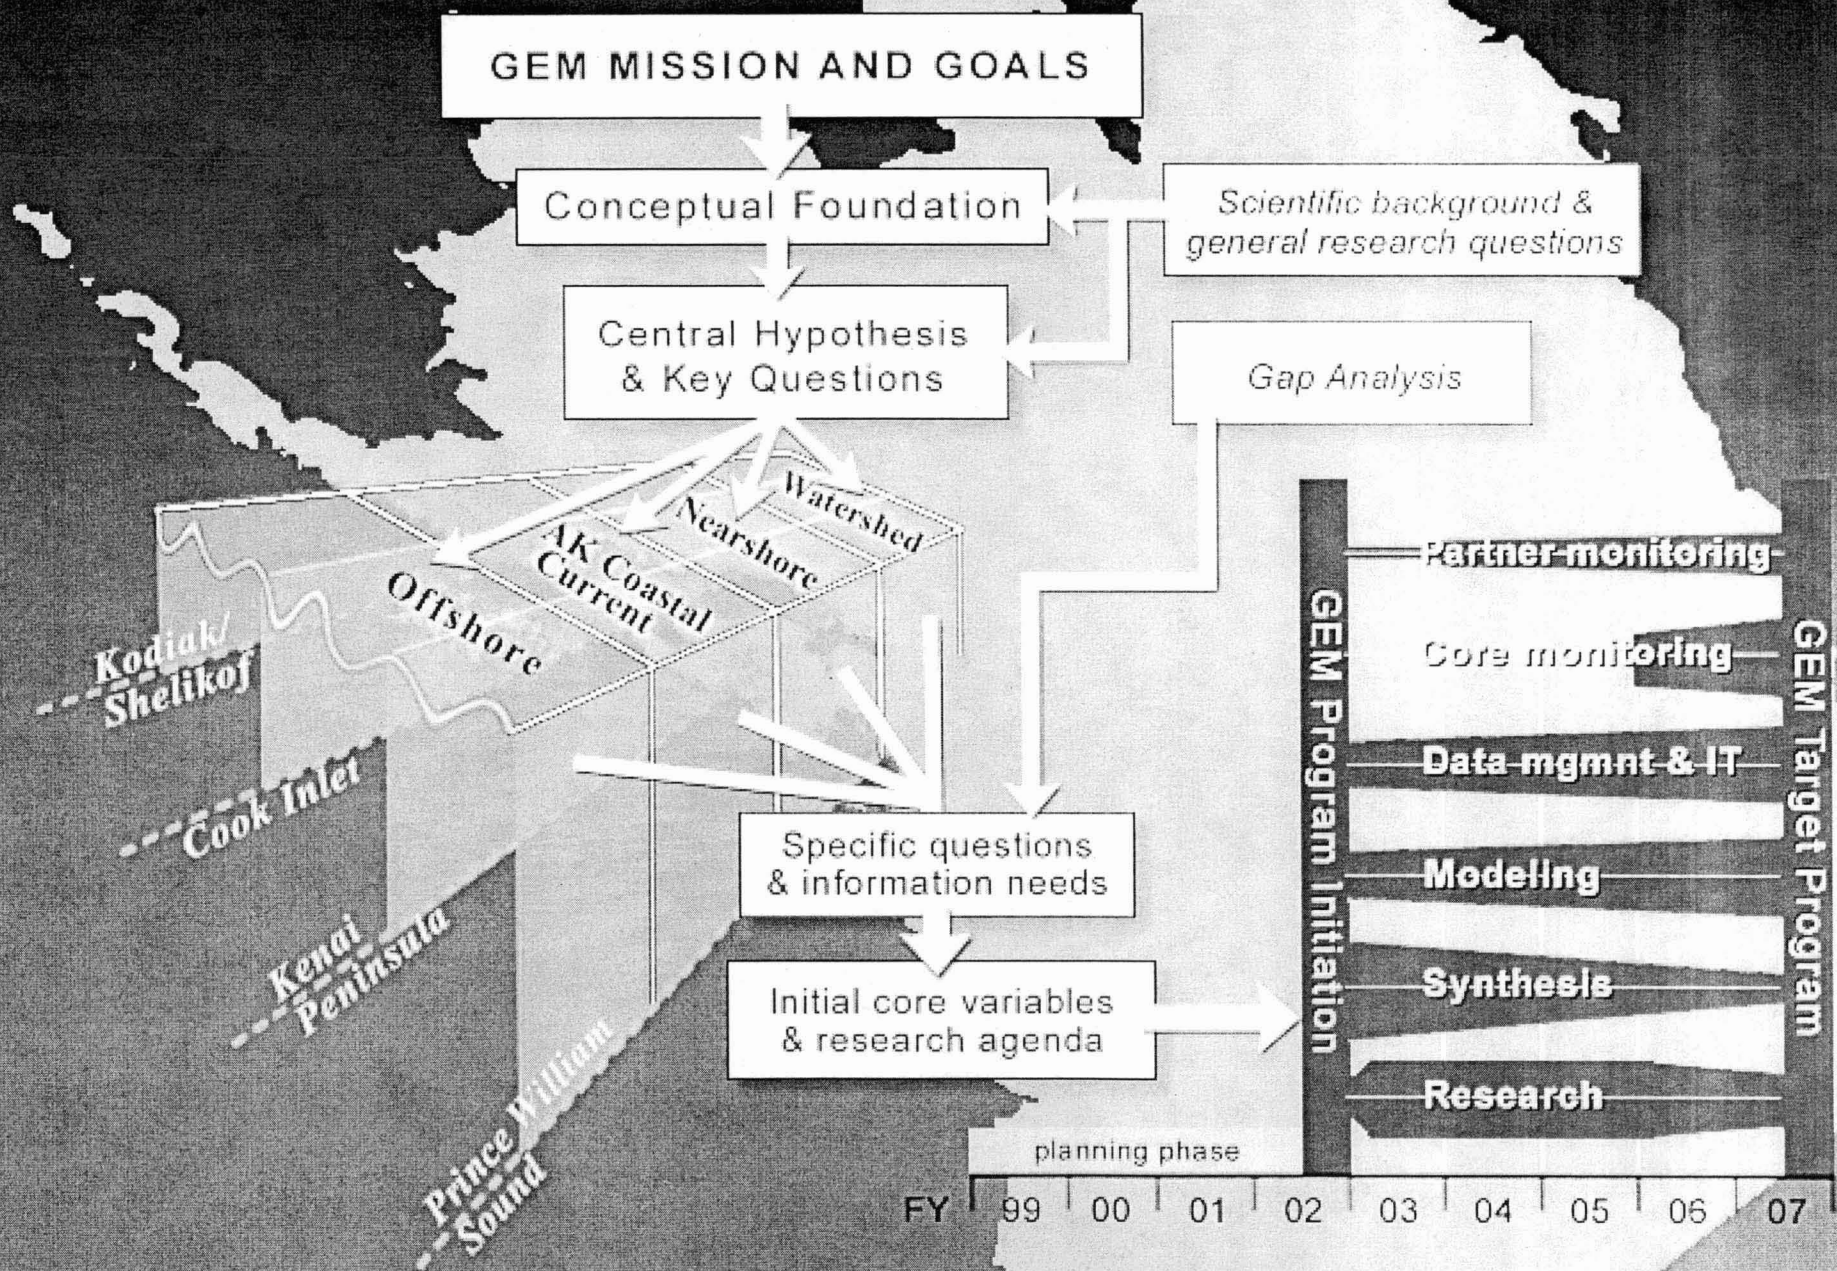 GEM MISSION AND GOALS
Conceptual Foundation
Scientific background &
general research questions
Central Hypothesis
& Key Questions
Gap Analysis
Watershed
Nearshore
AK Coastal
Current
Offshore
Kodiak/
Shelikof
Cook Inlet
Kenai
Peninsula
Prince William
Sound
Specific questions
& information needs
Initial core variables
& research agenda
GEM Program Initiation
Partner monitoring
Core monitoring
Data mgmnt & IT
Modeling
Synthesis
Research
GEM Target Program
planning phase
FY 99 00 01 02 03 04 05 06 07